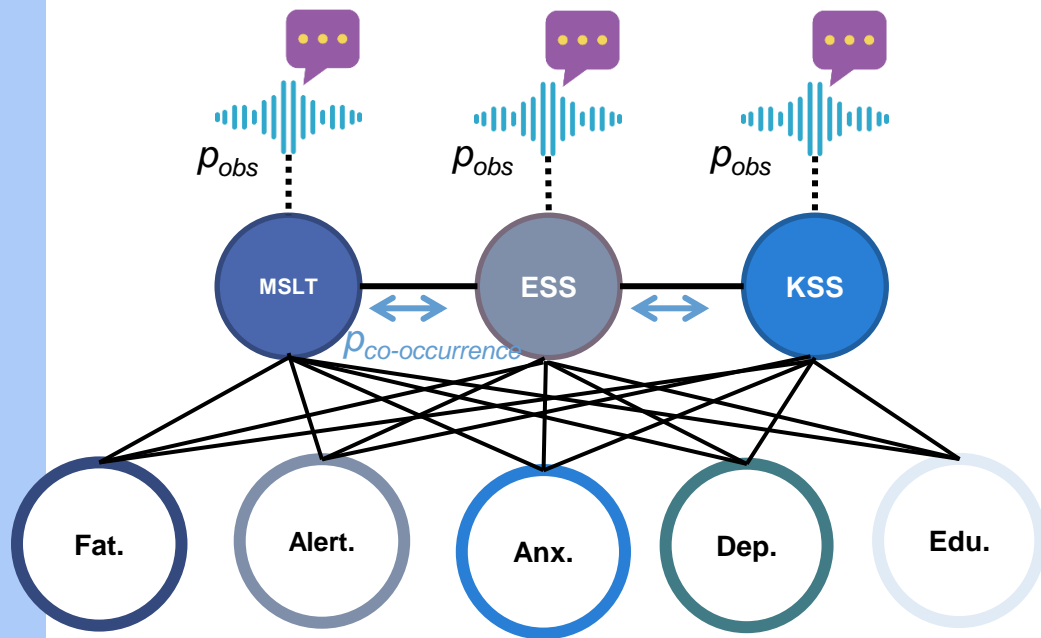 p_obs p_obs p_obs
MSLT ESS KSS
p_co-occurrence
Fat. Alert. Anx. Dep. Edu.